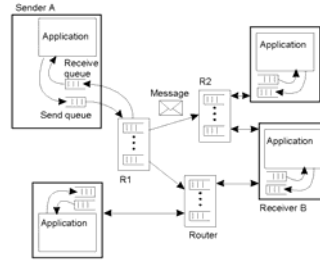 Sender A
Application
Receive
queue
Send queue
R1
Message
R2
Application
Application
Receiver B
Router
Application